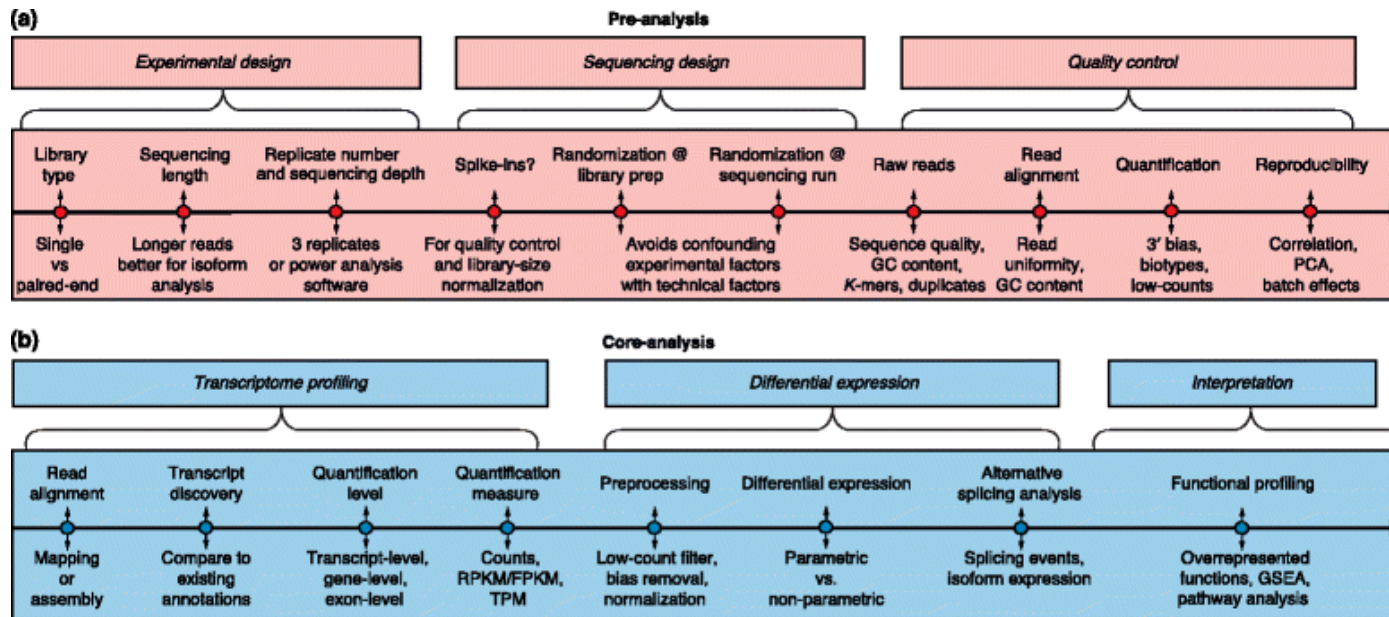 (a)
Pre-analysis
Experimental design
Sequencing design
Quality control
Library
type
Sequencing
length
Replicate number
and sequencing depth
Spike-ins?
Randomization @
library prep
Randomization @
sequencing run
Raw reads
Read
alignment
Quantification
Reproducibility
Single
vs
paired-end
Longer reads
better for isoform
analysis
3 replicates
or power analysis
software
For quality control
and library-size
normalization
Avoids confounding
experimental factors
with technical factors
Sequence quality,
GC content,
K-mers, duplicates
Read
uniformity,
GC content
3′ bias,
biotypes,
low-counts
Correlation,
PCA,
batch effects
(b)
Core-analysis
Transcriptome profiling
Differential expression
Interpretation
Read
alignment
Transcript
discovery
Quantification
level
Quantification
measure
Preprocessing
Differential expression
Alternative
splicing analysis
Functional profiling
Mapping
or
assembly
Compare to
existing
annotations
Transcript-level,
gene-level,
exon-level
Counts,
RPKM/FPKM,
TPM
Low-count filter,
bias removal,
normalization
Parametric
vs.
non-parametric
Splicing events,
isoform expression
Overrepresented
functions, GSEA,
pathway analysis